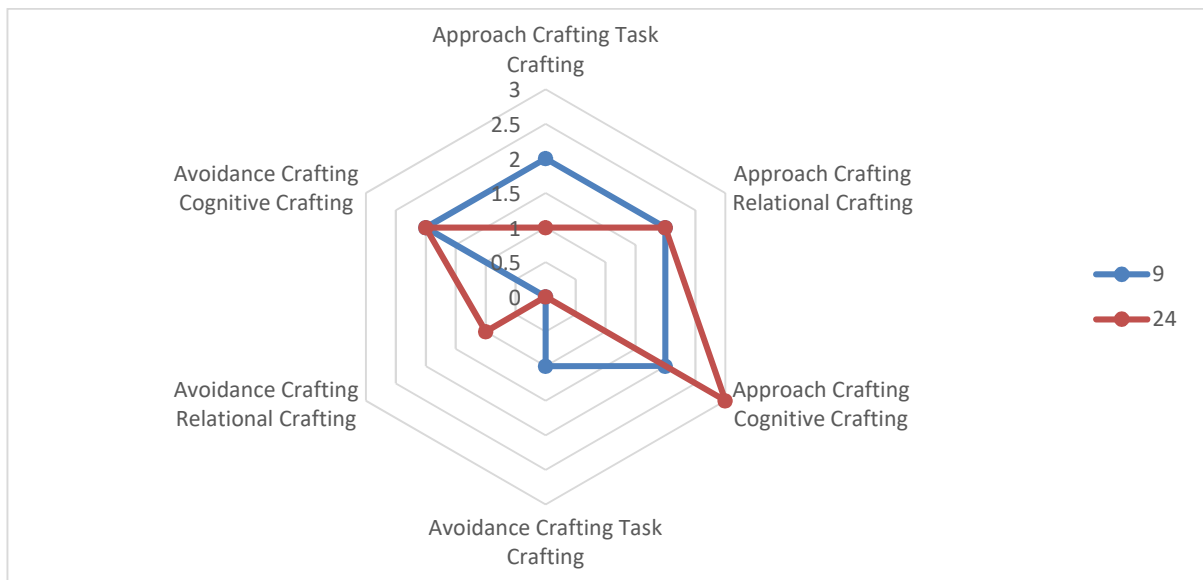 Approach Crafting Task
Crafting
3
2.5
2
1.5
1
0.5
0
Avoidance Crafting
Cognitive Crafting
Approach Crafting
Relational Crafting
9
24
Avoidance Crafting
Relational Crafting
Approach Crafting
Cognitive Crafting
Avoidance Crafting Task
Crafting